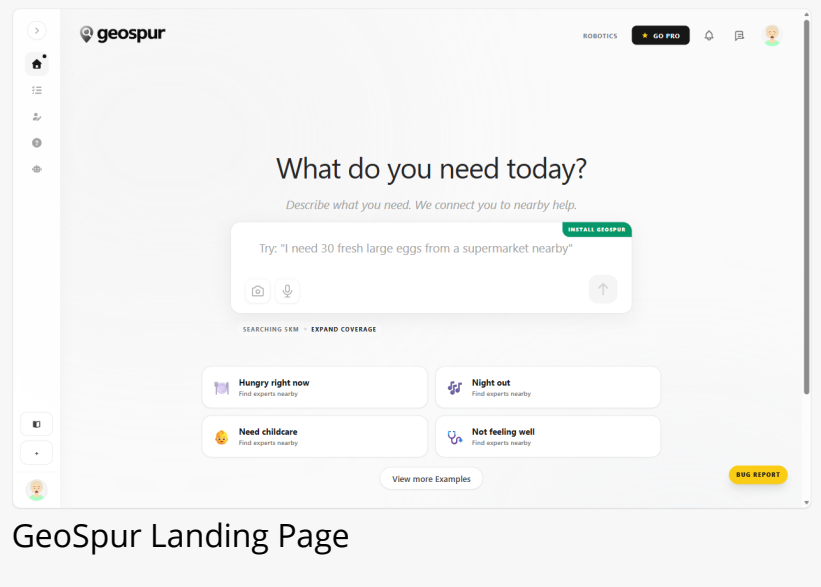 geospur
ROBOTICS
★ GO PRO
What do you need today?
Describe what you need. We connect you to nearby help.
INSTALL GEOSPUR
Try: "I need 30 fresh large eggs from a supermarket nearby"
SEARCHING 5KM • EXPAND COVERAGE
Hungry right now
Find experts nearby
Night out
Find experts nearby
Need childcare
Find experts nearby
Not feeling well
Find experts nearby
View more Examples
BUG REPORT
GeoSpur Landing Page